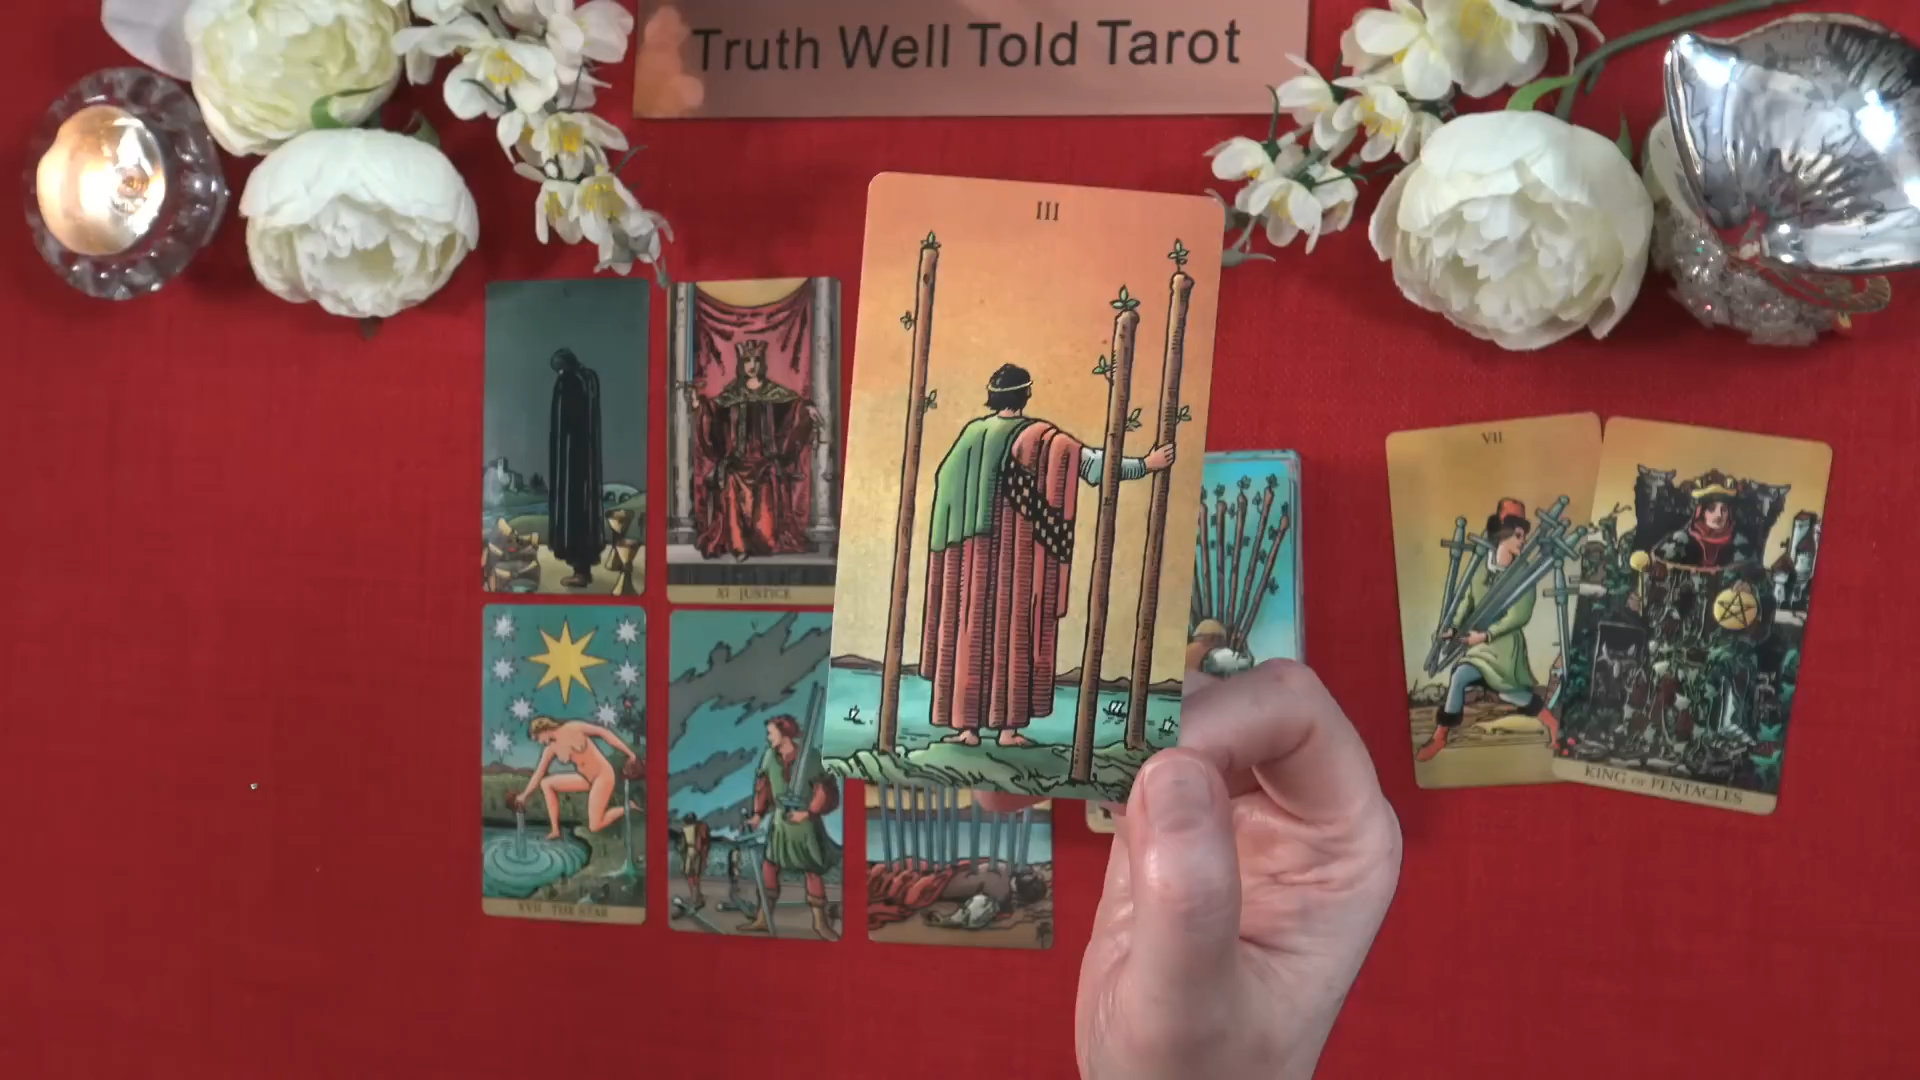 Truth Well Told Tarot
III
XI · JUSTICE
VII
KING OF PENTACLES
V
XVII · THE STAR